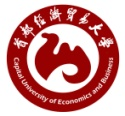 首都经济贸易大学
Capital University of Economics and Business